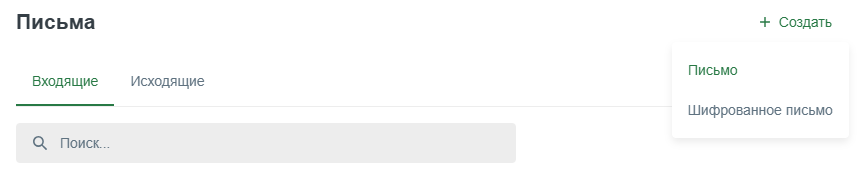 Письма
+ Создать
Входящие
Исходящие
Письмо
Шифрованное письмо
Поиск...